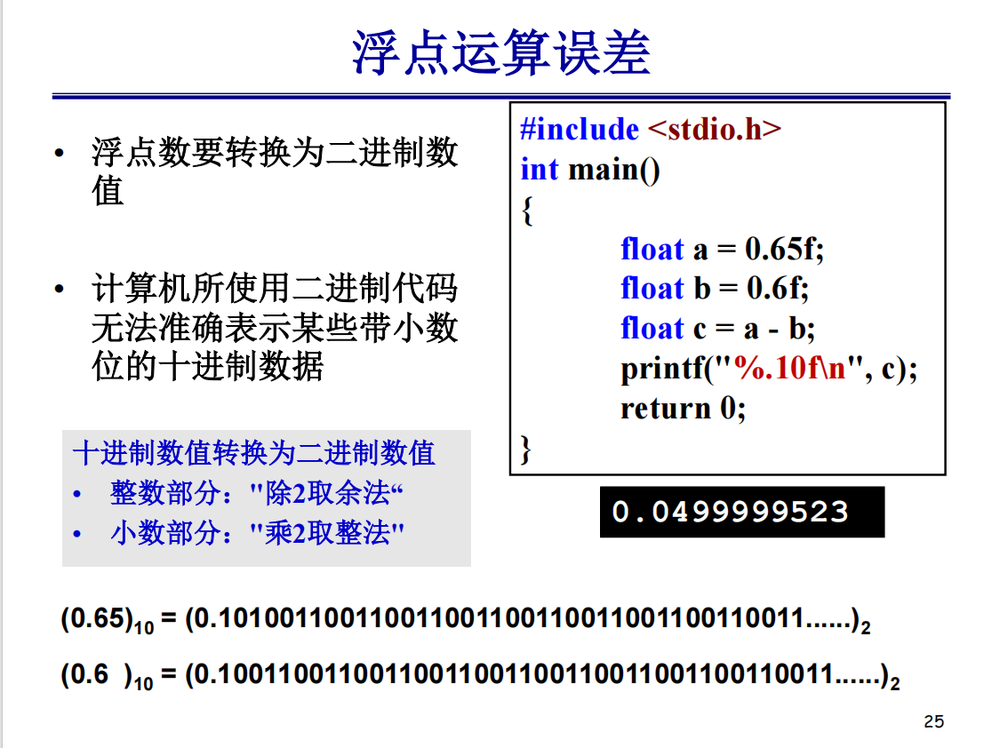 浮点运算误差
• 浮点数要转换为二进制数
值
• 计算机所使用二进制代码
无法准确表示某些带小数
位的十进制数据
十进制数值转换为二进制数值
• 整数部分："除2取余法“
• 小数部分："乘2取整法"
#include <stdio.h>
int main()
{
float a = 0.65f;
float b = 0.6f;
float c = a - b;
printf("%.10f\n", c);
return 0;
}
0.0499999523
(0.65)10 = (0.101001100110011001100110011001100110011......)2
(0.6 )10 = (0.10011001100110011001100110011001100110011......)2
25